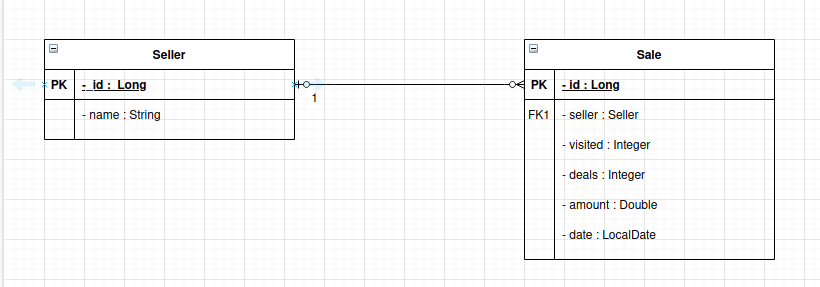 Seller
PK - id : Long
- name : String
1
Sale
PK - id : Long
FK1 - seller : Seller
- visited : Integer
- deals : Integer
- amount : Double
- date : LocalDate